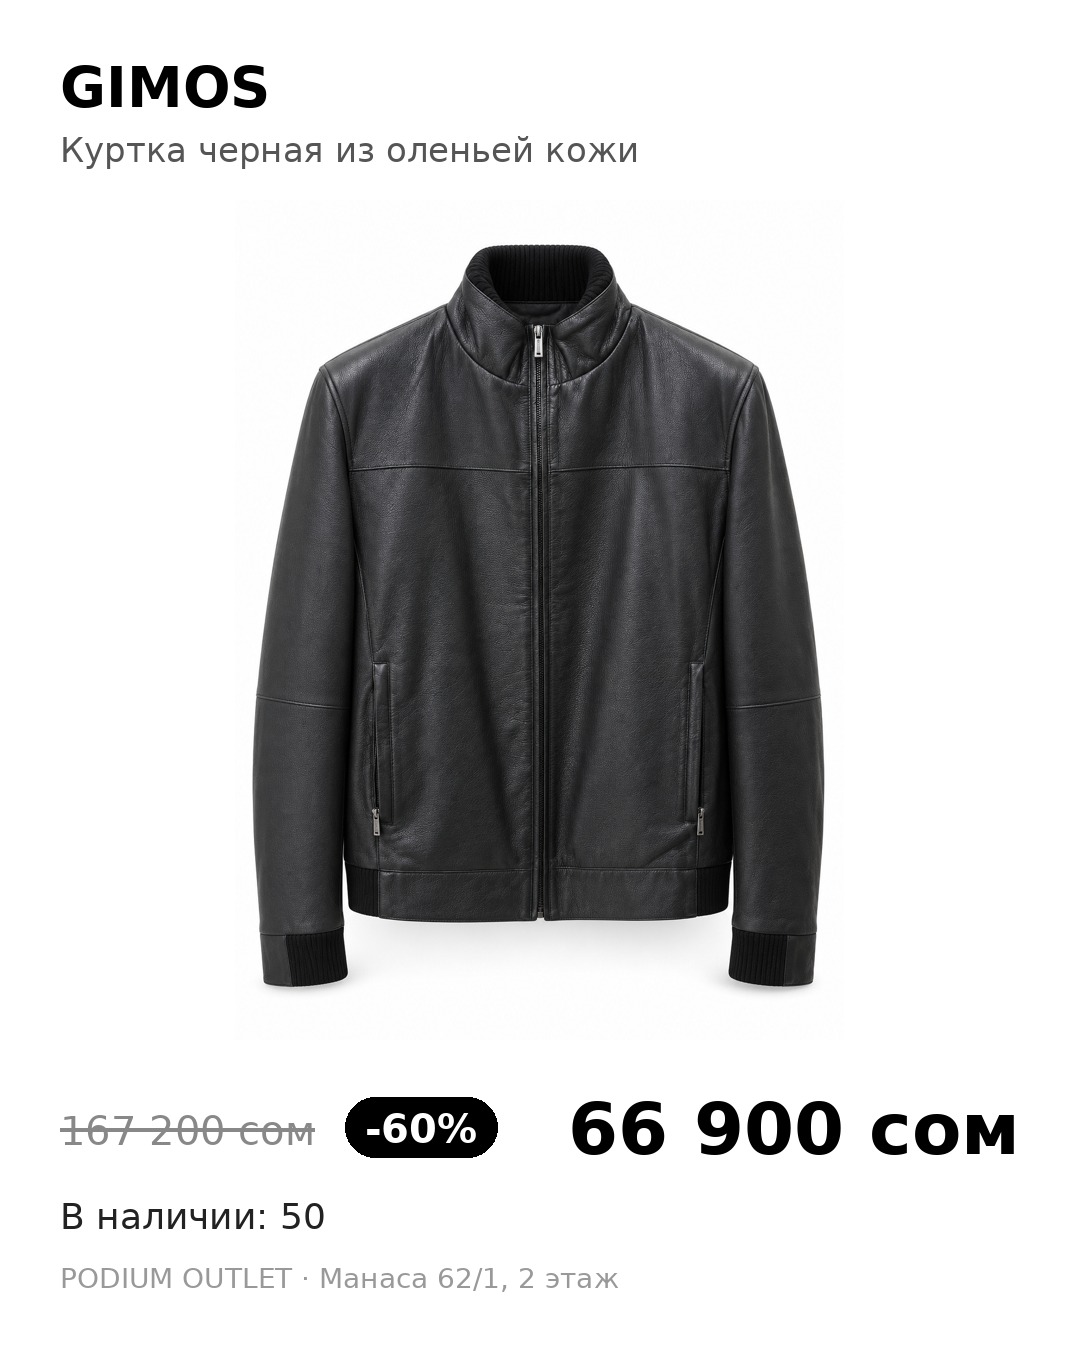 GIMOS
Куртка черная из оленьей кожи
167 200 сом -60% 66 900 сом
В наличии: 50
PODIUM OUTLET · Манаса 62/1, 2 этаж